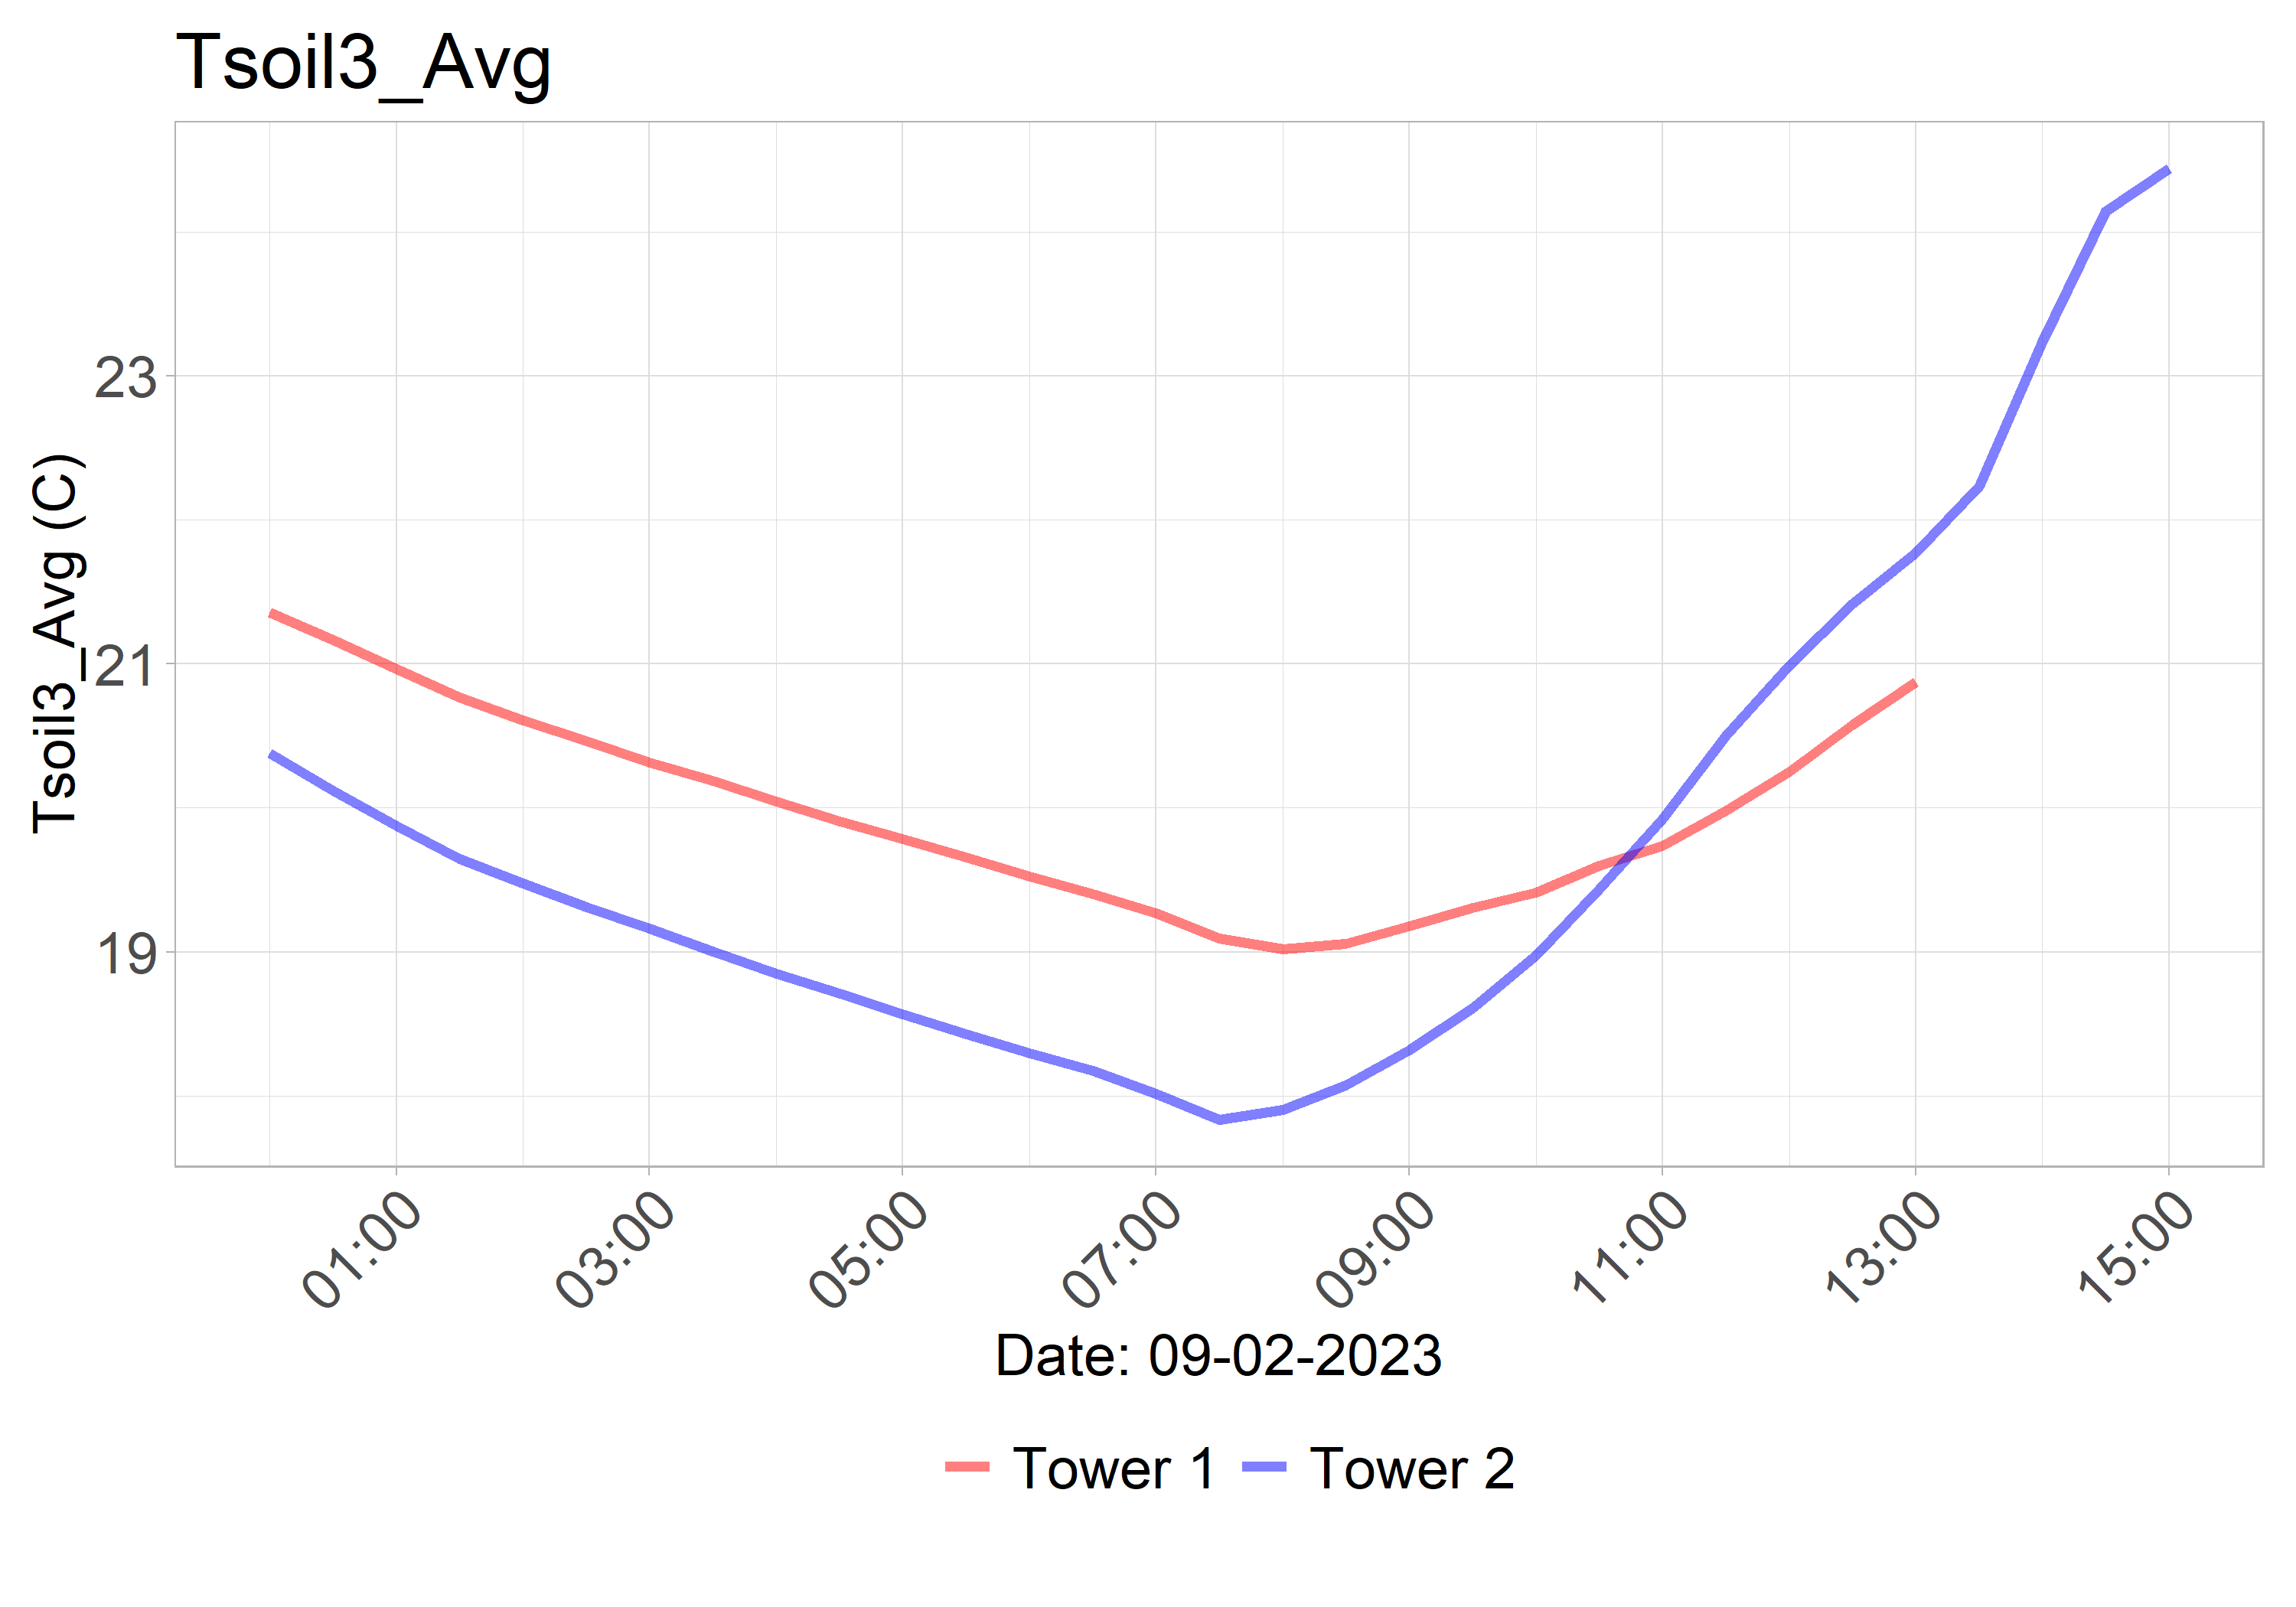 Tsoil3_Avg
Tsoil3_Avg (C)
23
21
19
01:00 03:00 05:00 07:00 09:00 11:00 13:00 15:00
Date: 09-02-2023
Tower 1 Tower 2